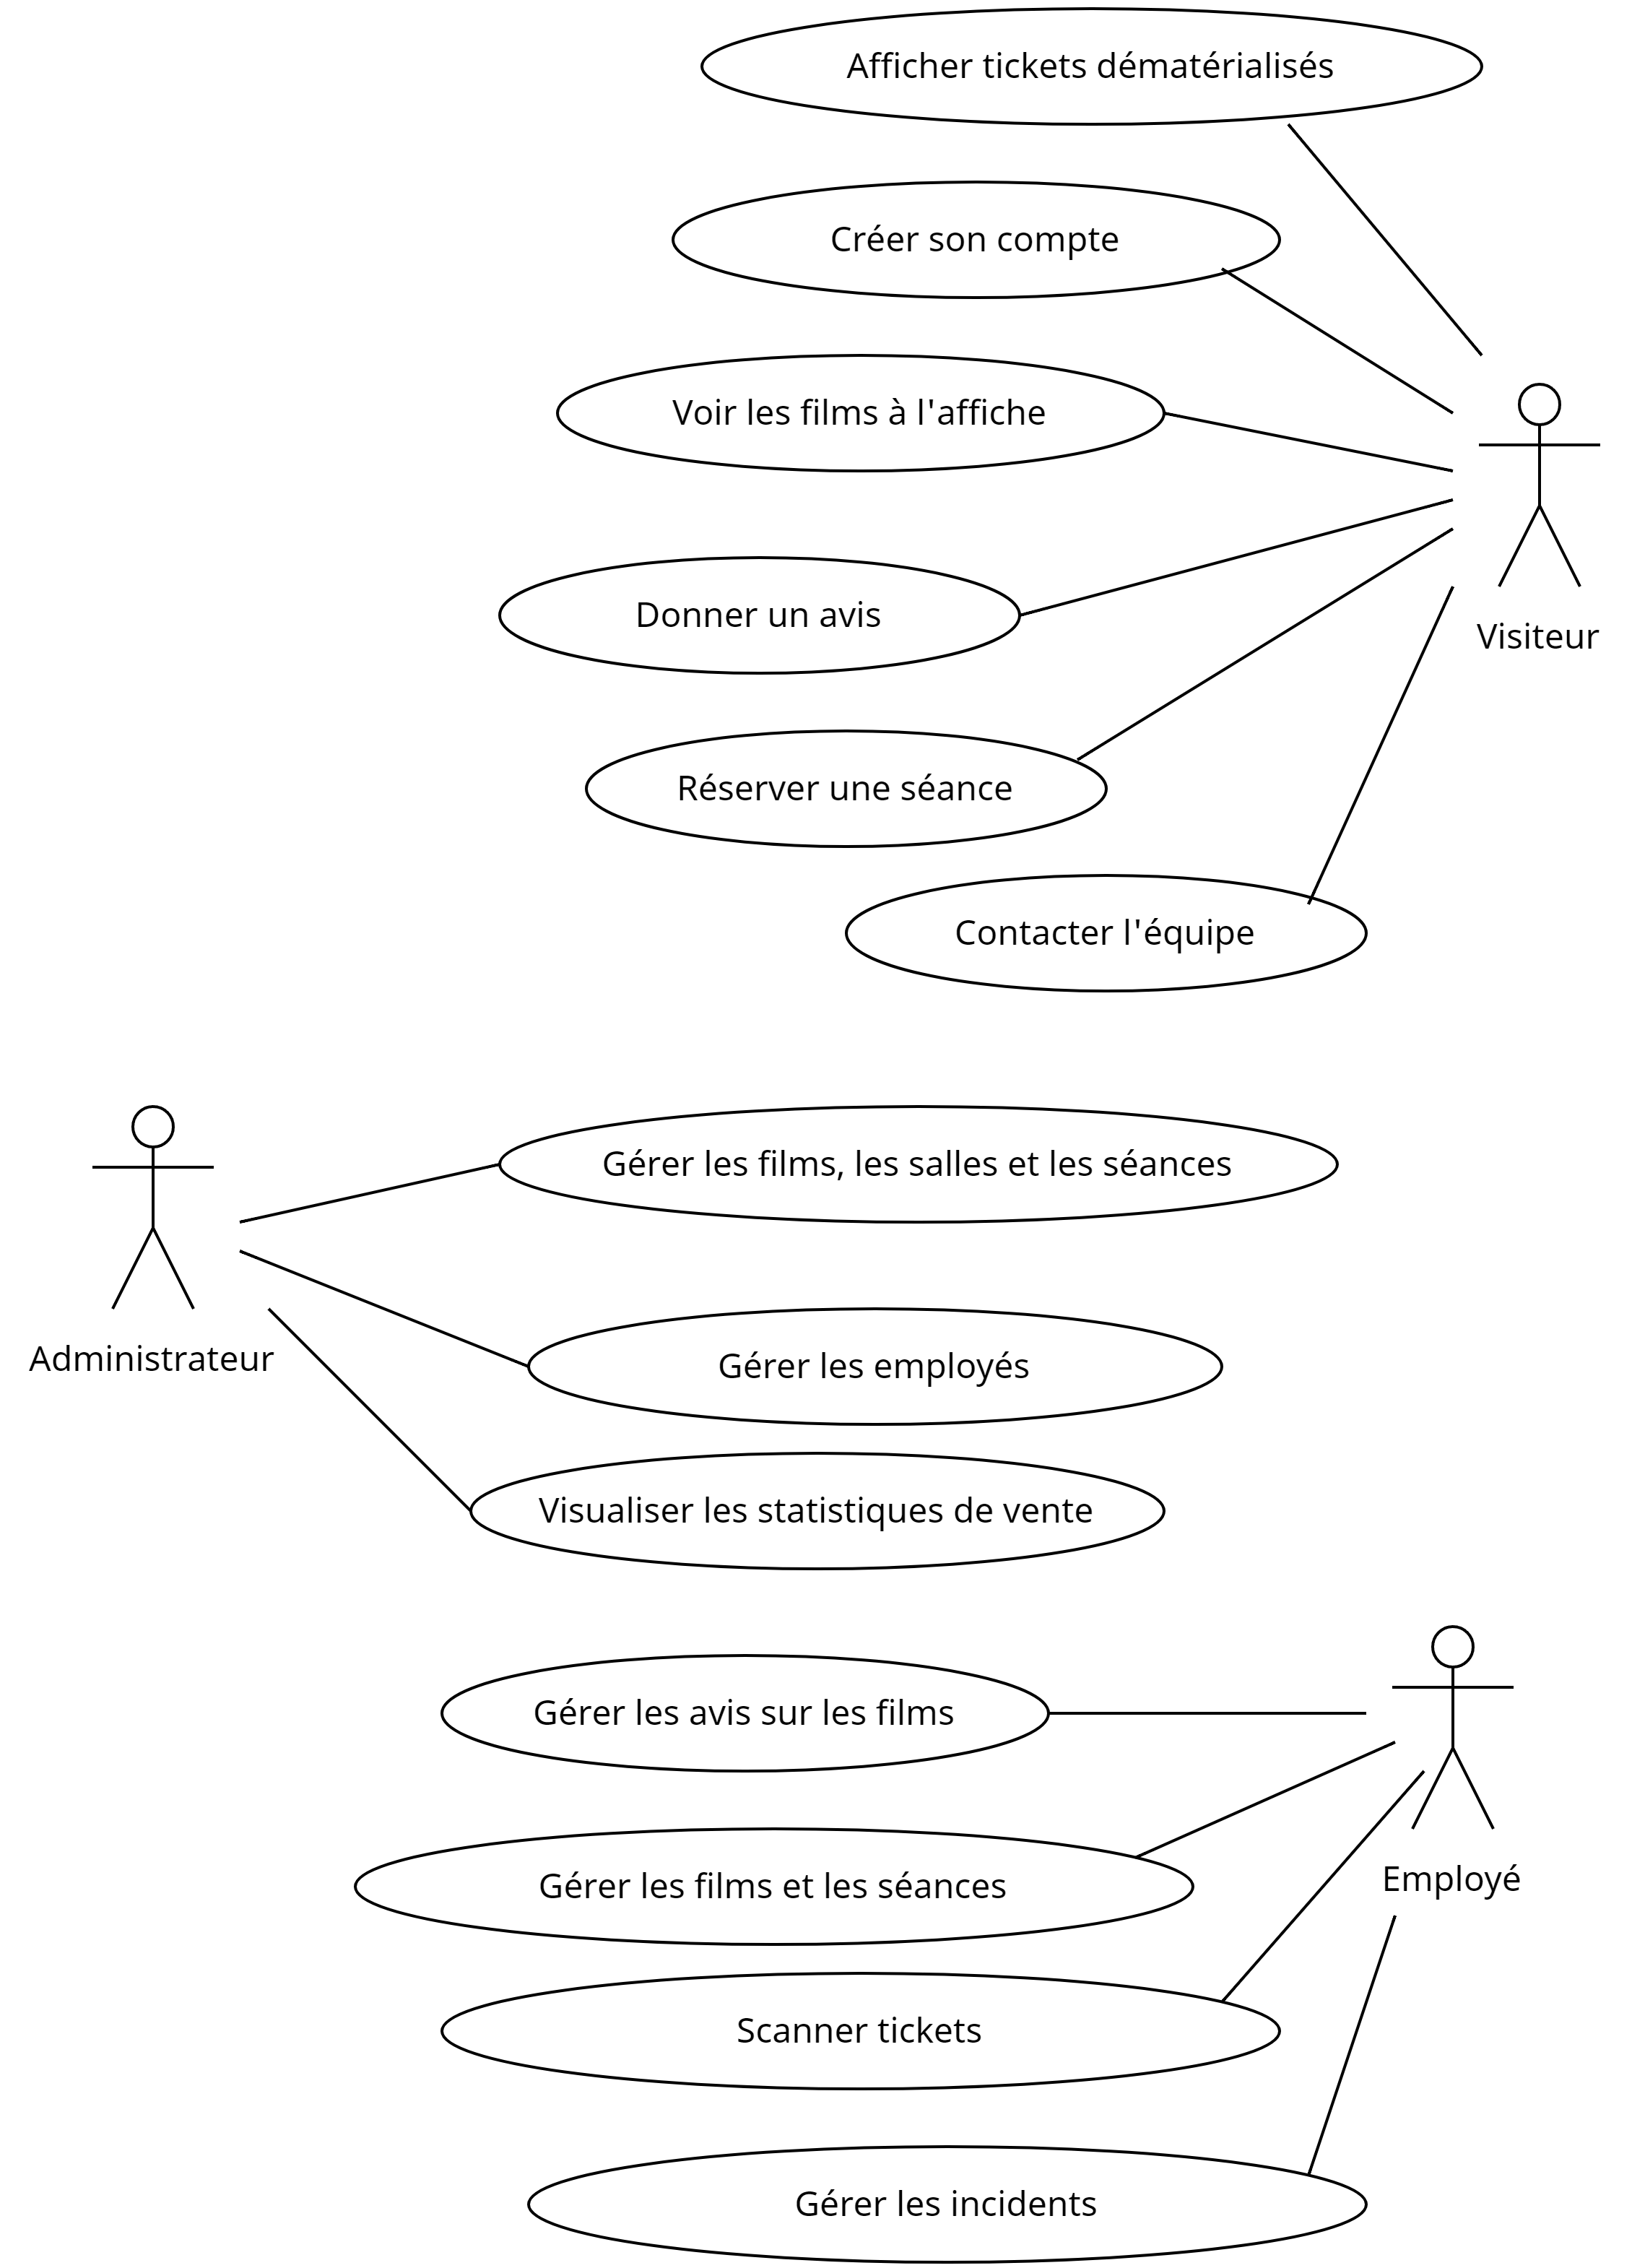 Afficher tickets dématérialisés
Créer son compte
Voir les films à l'affiche
Donner un avis
Visiteur
Réserver une séance
Contacter l'équipe
Gérer les films, les salles et les séances
Administrateur
Gérer les employés
Visualiser les statistiques de vente
Gérer les avis sur les films
Gérer les films et les séances
Employé
Scanner tickets
Gérer les incidents